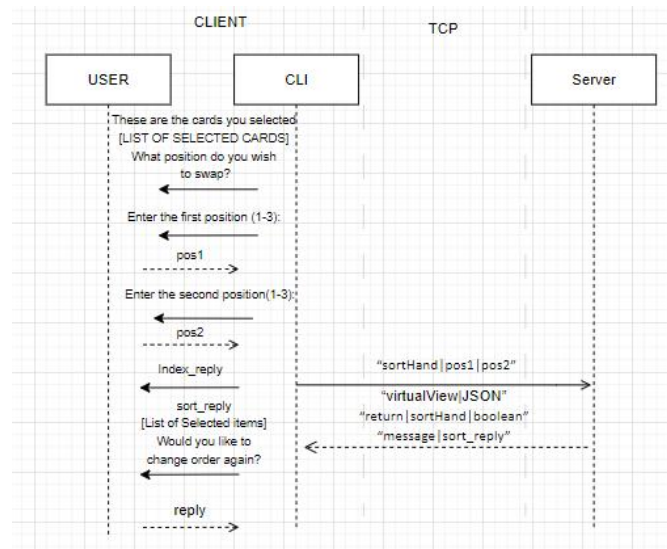 CLIENT
TCP
USER
CLI
Server
These are the cards you selected
[LIST OF SELECTED CARDS]
What position do you wish
to swap?
Enter the first position (1-3):
pos1
Enter the second position(1-3):
pos2
Index_reply
"sortHand|pos1|pos2"
"virtualView|JSON"
"return|sortHand|boolean"
"message|sort_reply"
sort_reply
[List of Selected items]
Would you like to
change order again?
reply